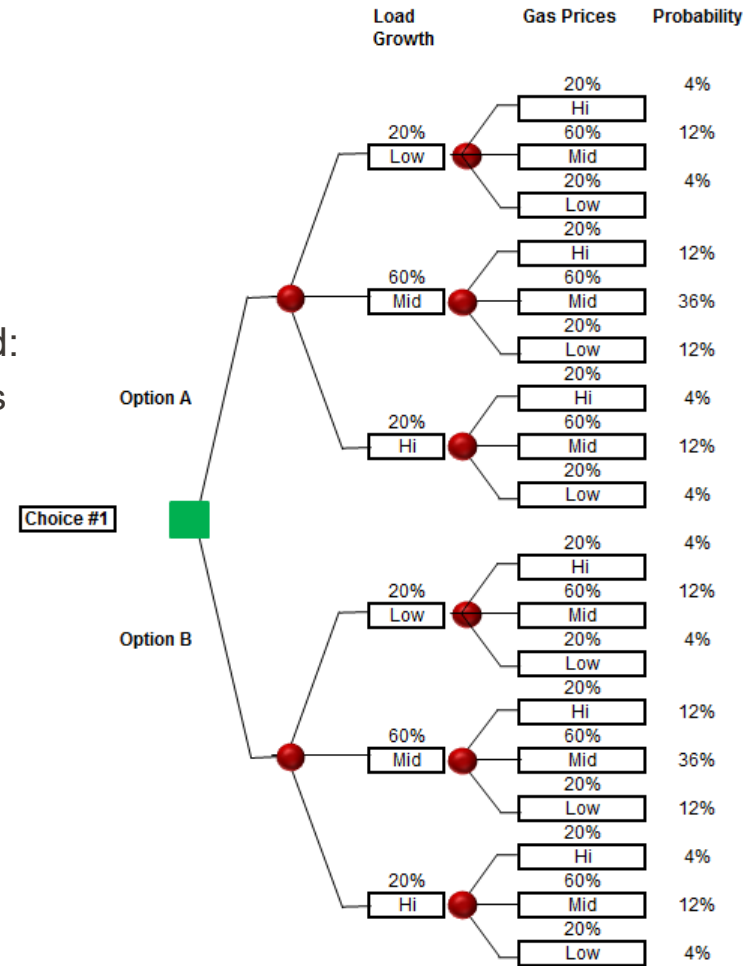 Load Growth Gas Prices Probability
20% 4%
Hi
20% 60% 12%
Low Mid
20% 4%
Low
20%
Hi 12%
60% 60%
Mid Mid 36%
20%
Low 12%
d:
20%
s Option A Hi 4%
20% 60%
Hi Mid 12%
20%
Low 4%
Choice #1
20% 4%
Hi
20% 60% 12%
Low Mid
Option B 20% 4%
Low
20%
Hi 12%
60% 60%
Mid Mid 36%
20%
Low 12%
20%
Hi 4%
20% 60%
Hi Mid 12%
20%
Low 4%